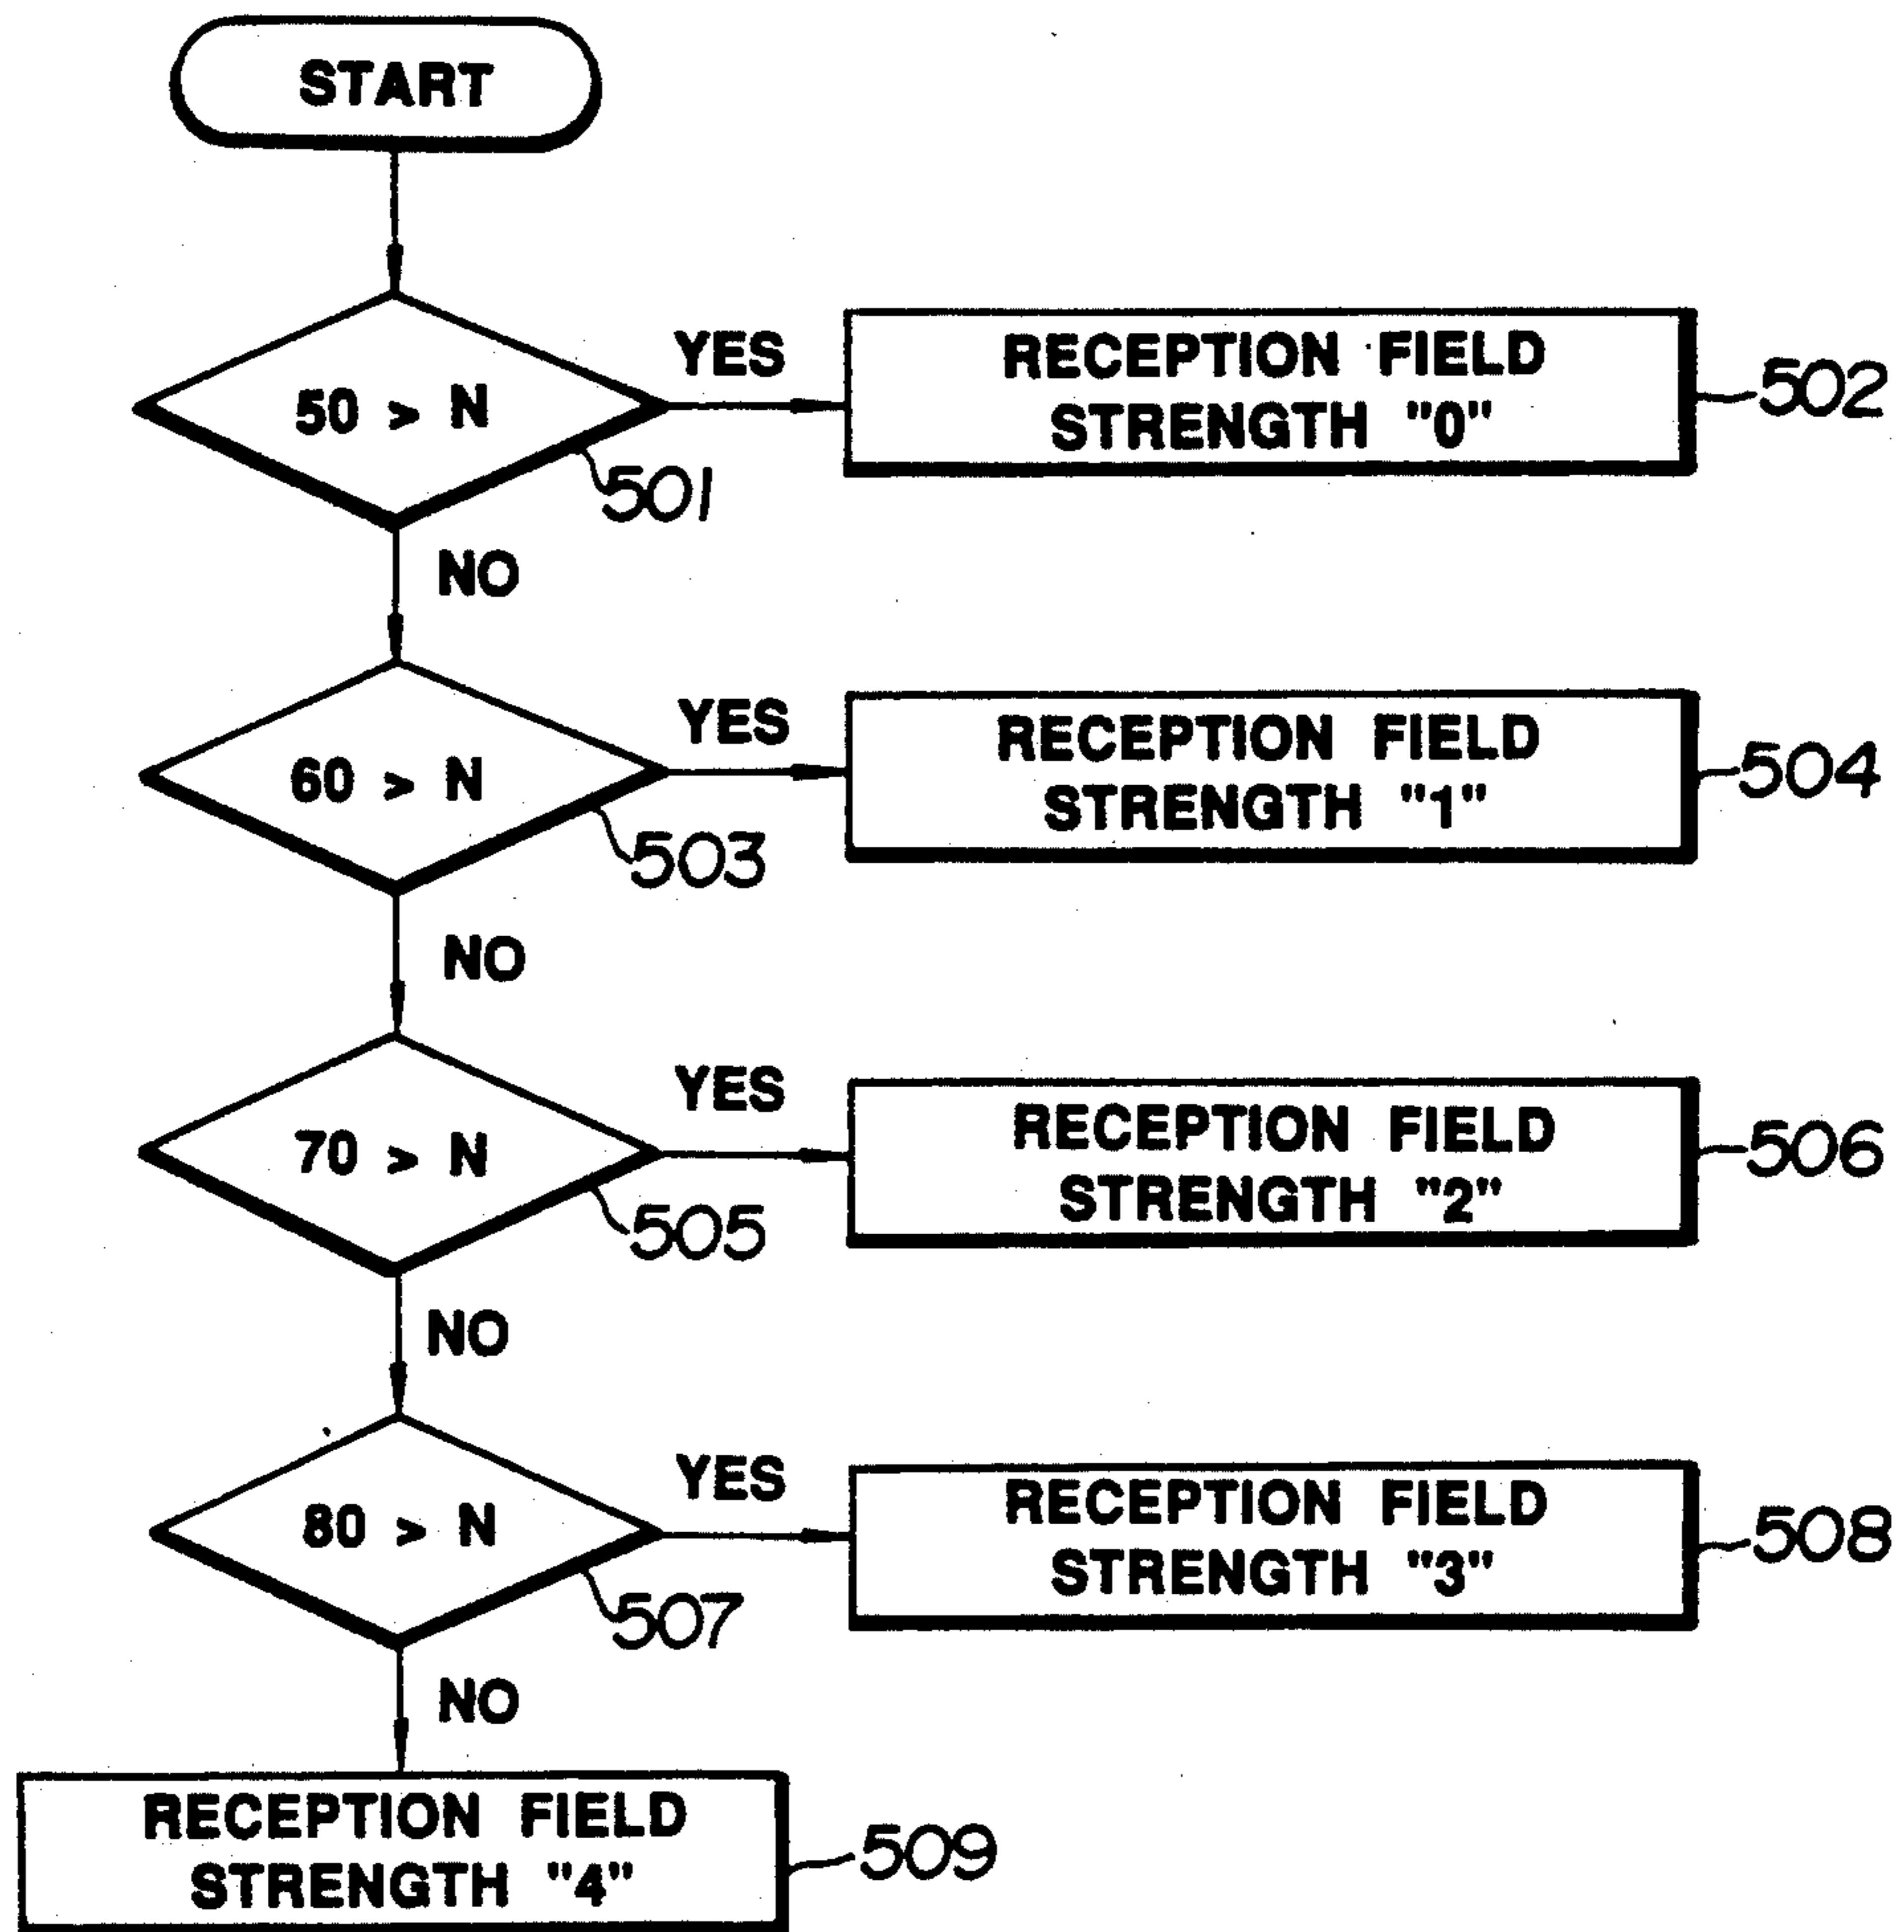 START
50 > N
YES
RECEPTION FIELD
STRENGTH "0"
502
501
NO
60 > N
YES
RECEPTION FIELD
STRENGTH "1"
504
503
NO
70 > N
YES
RECEPTION FIELD
STRENGTH "2"
506
505
NO
80 > N
YES
RECEPTION FIELD
STRENGTH "3"
508
507
NO
RECEPTION FIELD
STRENGTH "4"
509